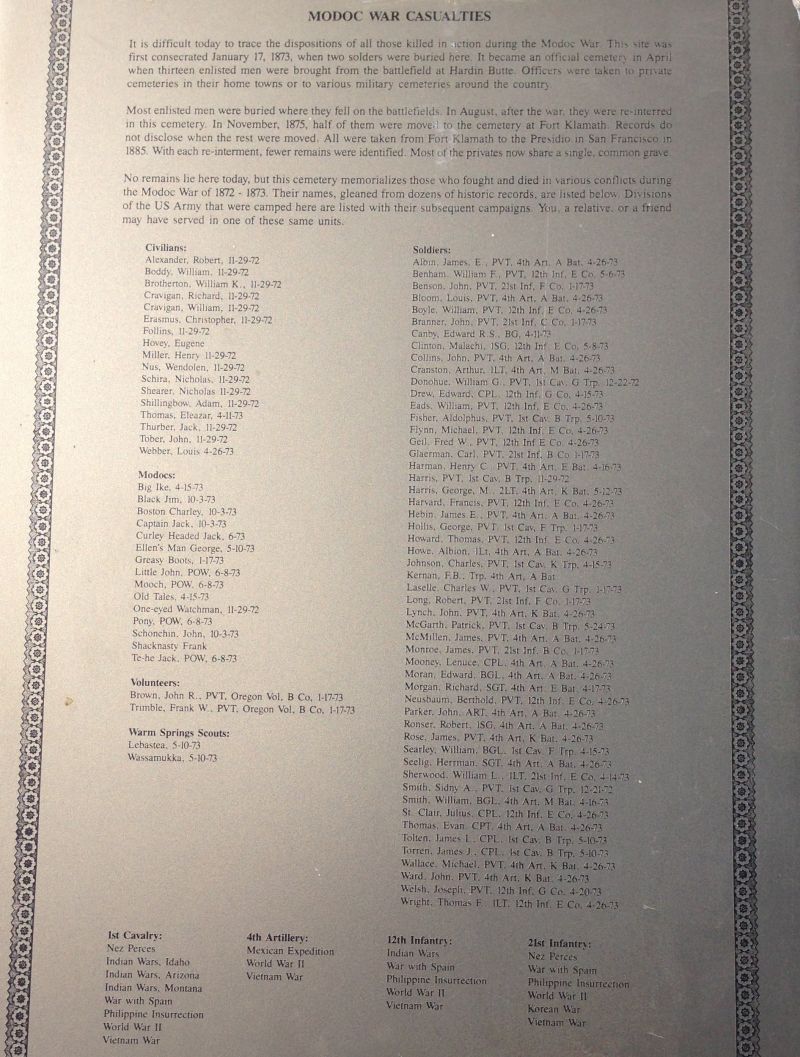 MODOC WAR CASUALTIES
It is difficult today to trace the dispositions of all those killed in action during the Modoc War. This site was
first consecrated January 17, 1873, when two solders were buried here. It became an official cemetery in April
when thirteen enlisted men were brought from the battlefield at Hardin Butte. Officers were taken to private
cemeteries in their home towns or to various military cemeteries around the country.
Most enlisted men were buried where they fell on the battlefields. In August, after the war, they were re-interred
in this cemetery. In November, 1875, half of them were moved to the cemetery at Fort Klamath. Records do
not disclose when the rest were moved. All were taken from Fort Klamath to the Presidio in San Francisco in
1885. With each re-interment, fewer remains were identified. Most of the privates now share a single, common grave.
No remains lie here today, but this cemetery memorializes those who fought and died in various conflicts during
the Modoc War of 1872 - 1873. Their names, gleaned from dozens of historic records, are listed below. Divisions
of the US Army that were camped here are listed with their subsequent campaigns. You, a relative, or a friend
may have served in one of these same units.
Civilians:
Alexander, Robert, 11-29-72
Boddy, William, 11-29-72
Brotherton, William K., 11-29-72
Cravigan, Richard, 11-29-72
Cravigan, William, 11-29-72
Erasmus, Christopher, 11-29-72
Follins, 11-29-72
Hovey, Eugene
Miller, Henry 11-29-72
Nus, Wendolen, 11-29-72
Schira, Nicholas, 11-29-72
Shearer, Nicholas 11-29-72
Shillingbow, Adam, 11-29-72
Thomas, Eleazar, 4-11-73
Thurber, Jack, 11-29-72
Tober, John, 11-29-72
Webber, Louis 4-26-73
Modocs:
Big Ike, 4-15-73
Black Jim, 10-3-73
Boston Charley, 10-3-73
Captain Jack, 10-3-73
Curley Headed Jack, 6-73
Ellen's Man George, 5-10-73
Greasy Boots, 1-17-73
Little John, POW, 6-8-73
Mooch, POW, 6-8-73
Old Tales, 4-15-73
One-eyed Watchman, 11-29-72
Pony, POW, 6-8-73
Schonchin, John, 10-3-73
Shacknasty Frank
Te-he Jack, POW, 6-8-73
Volunteers:
Brown, John R., PVT, Oregon Vol, B Co, 1-17-73
Trimble, Frank W., PVT, Oregon Vol, B Co, 1-17-73
Warm Springs Scouts:
Lebastea, 5-10-73
Wassamukka, 5-10-73
Soldiers:
Albin, James, E., PVT, 4th Art, A Bat, 4-26-73
Benham, William F., PVT, 12th Inf, E Co, 5-6-73
Benson, John, PVT, 21st Inf, F Co, 1-17-73
Bloom, Louis, PVT, 4th Art, A Bat, 4-26-73
Boyle, William, PVT, 12th Inf, E Co, 4-26-73
Branner, John, PVT, 21st Inf, C Co, 1-17-73
Canby, Edward R.S., BG, 4-11-73
Clinton, Malachi, 1SG, 12th Inf, E Co, 5-8-73
Collins, John, PVT, 4th Art, A Bat, 4-26-73
Cranston, Arthur, 1LT, 4th Art, M Bat, 4-26-73
Donohue, William G., PVT, 1st Cav, G Trp, 12-22-72
Drew, Edward, CPL, 12th Inf, G Co, 4-15-73
Eads, William, PVT, 12th Inf, E Co, 4-26-73
Fisher, Aldolphus, PVT, 1st Cav, B Trp, 5-10-73
Flynn, Michael, PVT, 12th Inf, E Co, 4-26-73
Geil, Fred W., PVT, 12th Inf E Co, 4-26-73
Glaerman, Carl, PVT, 21st Inf, B Co, 1-17-73
Harman, Henry C., PVT, 4th Art, E Bat, 4-16-73
Harris, PVT, 1st Cav, B Trp, 11-29-72
Harris, George, M., 2LT, 4th Art, K Bat, 5-12-73
Harvard, Francis, PVT, 12th Inf, E Co, 4-26-73
Hebin, James E., PVT, 4th Art, A Bat, 4-26-73
Hollis, George, PVT, 1st Cav, F Trp, 1-17-73
Howard, Thomas, PVT, 12th Inf, E Co, 4-26-73
Howe, Albion, 1Lt, 4th Art, A Bat, 4-26-73
Johnson, Charles, PVT, 1st Cav, K Trp, 4-15-73
Kernan, F.B., Trp, 4th Art, A Bat
Laselle, Charles W., PVT, 1st Cav, G Trp, 1-17-73
Long, Robert, PVT, 21st Inf, F Co, 1-17-73
Lynch, John, PVT, 4th Art, K Bat, 4-26-73
McGarth, Patrick, PVT, 1st Cav, B Trp, 5-24-73
McMillen, James, PVT, 4th Art, A Bat, 4-26-73
Monroe, James, PVT, 21st Inf, B Co, 1-17-73
Mooney, Lenuce, CPL, 4th Art, A Bat, 4-26-73
Moran, Edward, BGL, 4th Art, A Bat, 4-26-73
Morgan, Richard, SGT, 4th Art, E Bat, 4-17-73
Neusbaum, Berthold, PVT, 12th Inf, E Co, 4-26-73
Parker, John, ART, 4th Art, A Bat, 4-26-73
Ronser, Robert, 1SG, 4th Art, A Bat, 4-26-73
Rose, James, PVT, 4th Art, K Bat, 4-26-73
Searley, William, BGL, 1st Cav, F Trp, 4-15-73
Seelig, Herrman, SGT, 4th Art, A Bat, 4-26-73
Sherwood, William L., 1LT, 21st Inf, E Co, 4-14-73
Smith, Sidny A., PVT, 1st Cav, G Trp, 12-21-72
Smith, William, BGL, 4th Art, M Bat, 4-16-73
St. Clair, Julius, CPL, 12th Inf, E Co, 4-26-73
Thomas, Evan, CPT, 4th Art, A Bat, 4-26-73
Tolten, James I., CPL, 1st Cav, B Trp, 5-10-73
Torren, James J., CPL, 1st Cav, B Trp, 5-10-73
Wallace, Michael, PVT, 4th Art, K Bat, 4-26-73
Ward, John, PVT, 4th Art, K Bat, 4-26-73
Welsh, Joseph, PVT, 12th Inf, G Co, 4-20-73
Wright, Thomas F., 1LT, 12th Inf, E Co, 4-26-73
1st Cavalry:
Nez Perces
Indian Wars, Idaho
Indian Wars, Arizona
Indian Wars, Montana
War with Spain
Philippine Insurrection
World War II
Vietnam War
4th Artillery:
Mexican Expedition
World War II
Vietnam War
12th Infantry:
Indian Wars
War with Spain
Philippine Insurrection
World War II
Vietnam War
21st Infantry:
Nez Perces
War with Spain
Philippine Insurrection
World War II
Korean War
Vietnam War